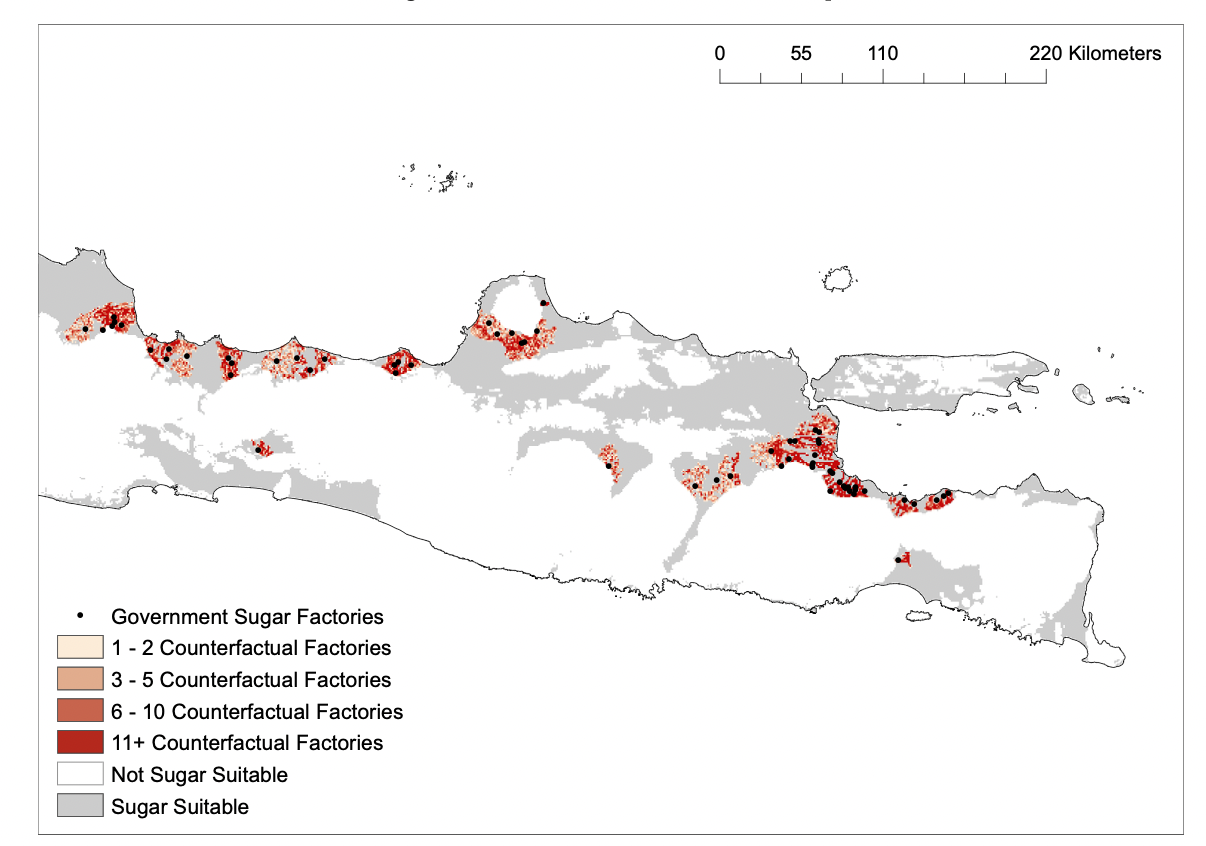 0 55 110 220 Kilometers
Government Sugar Factories
1 - 2 Counterfactual Factories
3 - 5 Counterfactual Factories
6 - 10 Counterfactual Factories
11+ Counterfactual Factories
Not Sugar Suitable
Sugar Suitable